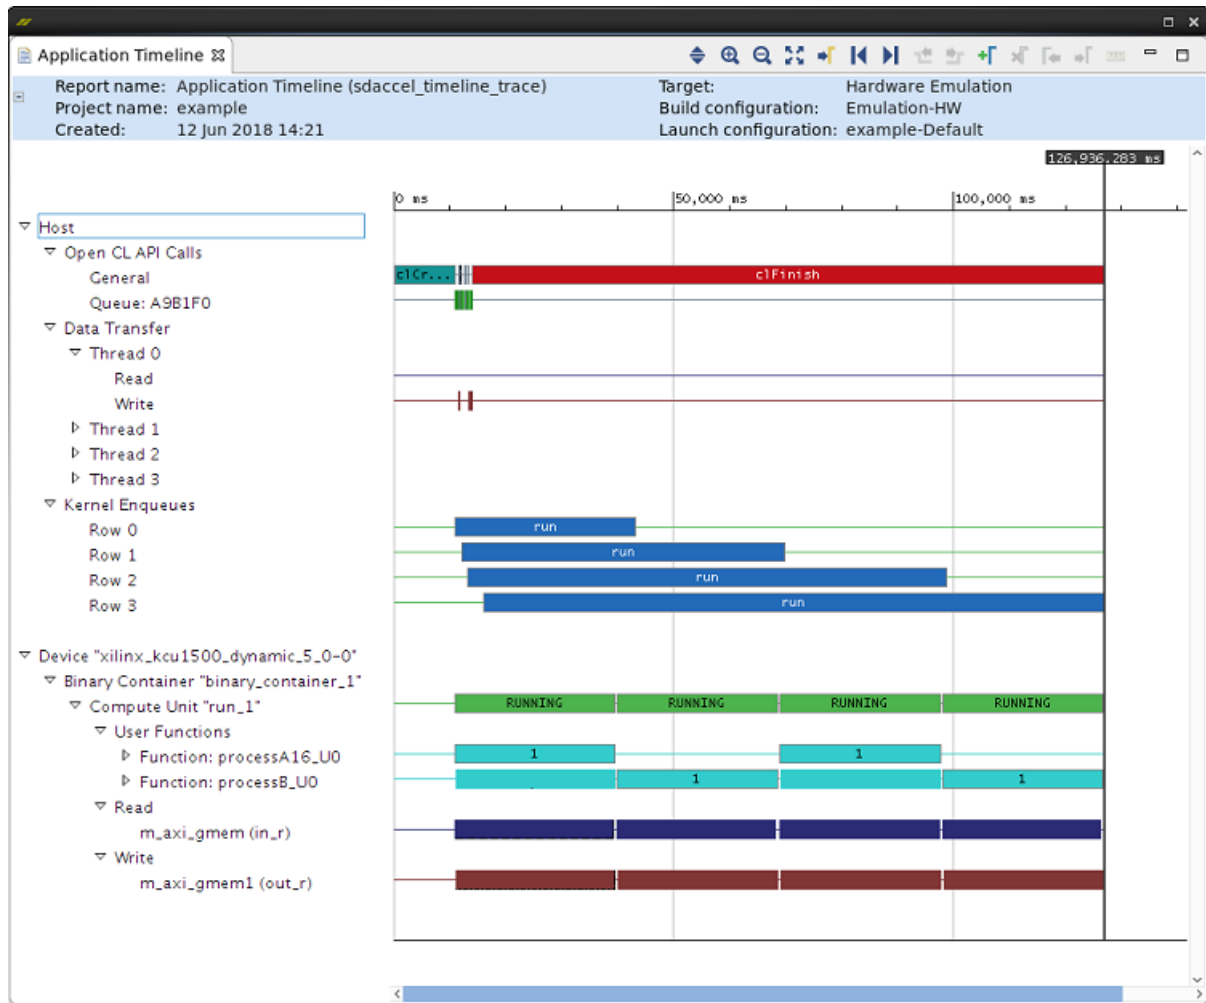 Application Timeline
Report name: Application Timeline (sdaccel_timeline_trace) Target: Hardware Emulation
Project name: example Build configuration: Emulation-HW
Created: 12 Jun 2018 14:21 Launch configuration: example-Default
126,936.283 ms
0 ms 50,000 ms 100,000 ms
Host
Open CL API Calls
General clCr... clFinish
Queue: A9B1F0
Data Transfer
Thread 0
Read
Write
Thread 1
Thread 2
Thread 3
Kernel Enqueues
Row 0 run
Row 1 run
Row 2 run
Row 3 run
Device "xilinx_kcu1500_dynamic_5_0-0"
Binary Container "binary_container_1"
Compute Unit "run_1" RUNNING RUNNING RUNNING RUNNING
User Functions
Function: processA16_U0 1 1
Function: processB_U0 1 1
Read
m_axi_gmem (in_r)
Write
m_axi_gmem1 (out_r)